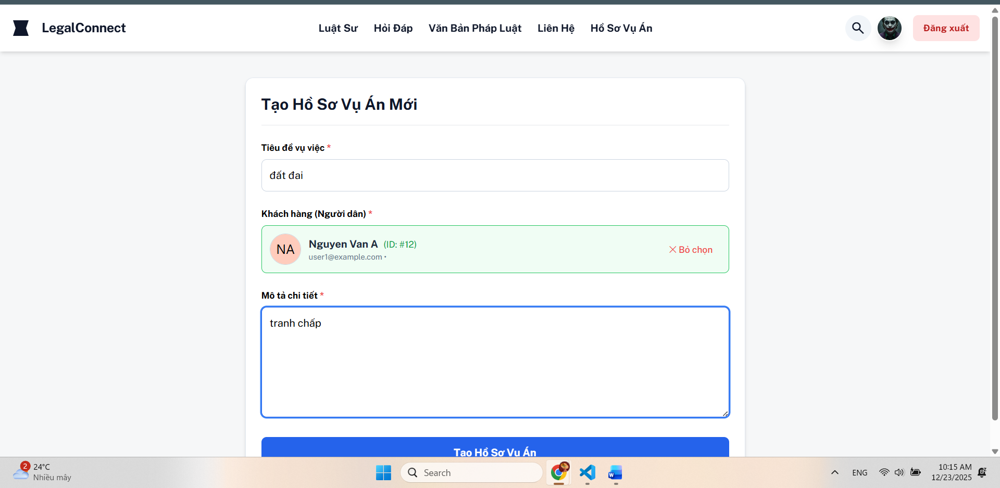 LegalConnect
Luật Sư
Hỏi Đáp
Văn Bản Pháp Luật
Liên Hệ
Hồ Sơ Vụ Án
Đăng xuất
Tạo Hồ Sơ Vụ Án Mới
Tiêu đề vụ việc *
đất đai
Khách hàng (Người dân) *
NA
Nguyen Van A (ID: #12)
user1@example.com •
Bỏ chọn
Mô tả chi tiết *
tranh chấp
Tạo Hồ Sơ Vụ Án
2
24°C
Nhiều mây
Search
ENG
10:15 AM
12/23/2025